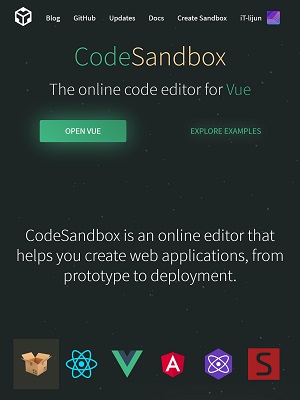 Blog GitHub Updates Docs Create Sandbox iT-lijun
CodeSandbox
The online code editor for Vue
OPEN VUE EXPLORE EXAMPLES
CodeSandbox is an online editor that
helps you create web applications, from
prototype to deployment.
A
S